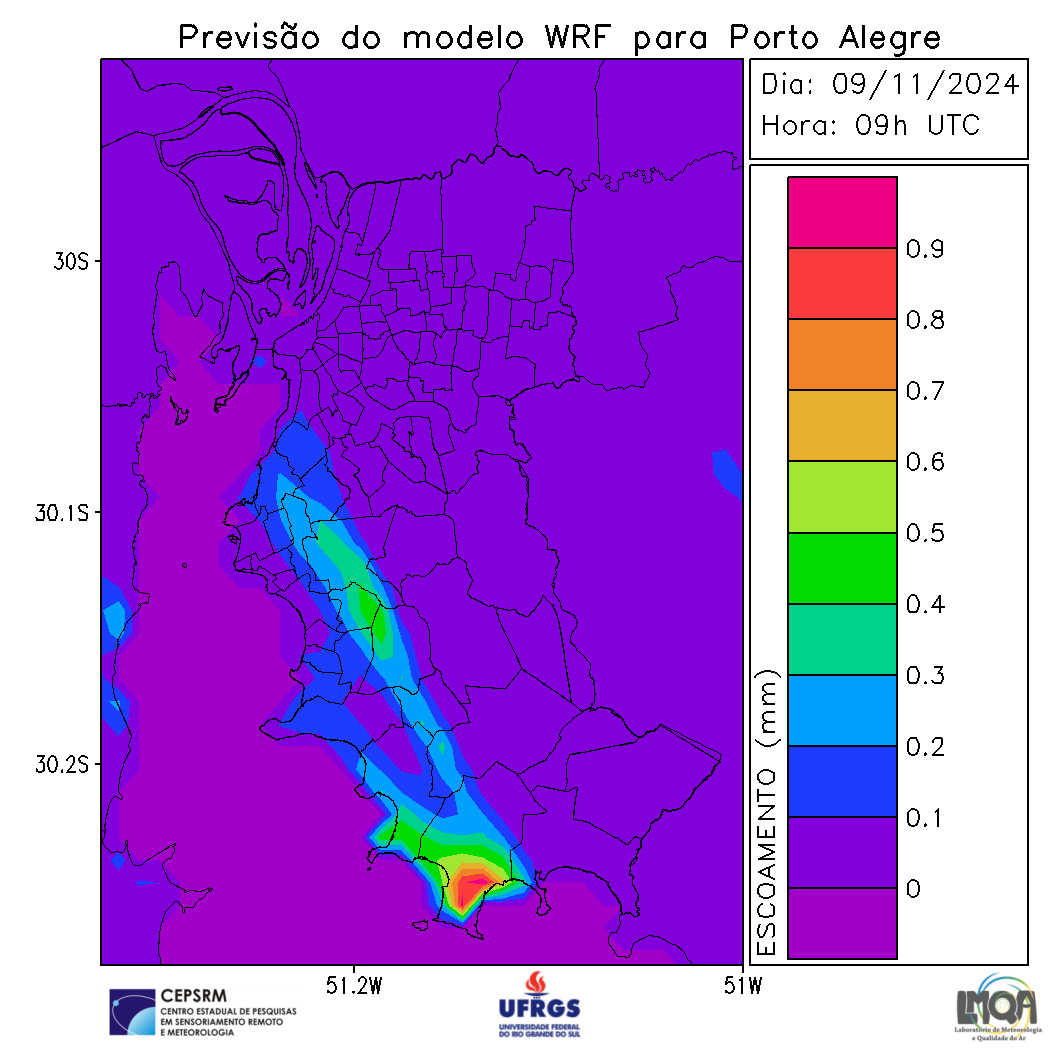 Previsão do modelo WRF para Porto Alegre
Dia: 09/11/2024
Hora: 09h UTC
30S
30.1S
30.2S
51.2W
51W
ESCOAMENTO (mm)
0.9
0.8
0.7
0.6
0.5
0.4
0.3
0.2
0.1
0
CEPSRM
CENTRO ESTADUAL DE PESQUISAS
EM SENSORIAMENTO REMOTO
E METEOROLOGIA
UFRGS
UNIVERSIDADE FEDERAL
DO RIO GRANDE DO SUL
LMQA
Laboratório de Meteorologia
e Qualidade do Ar